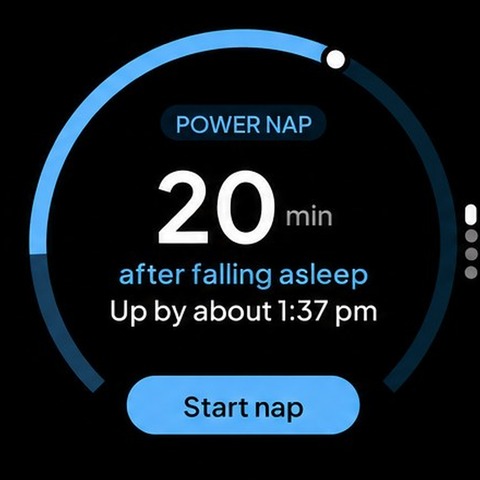 POWER NAP
20 min
after falling asleep
Up by about 1:37 pm
Start nap